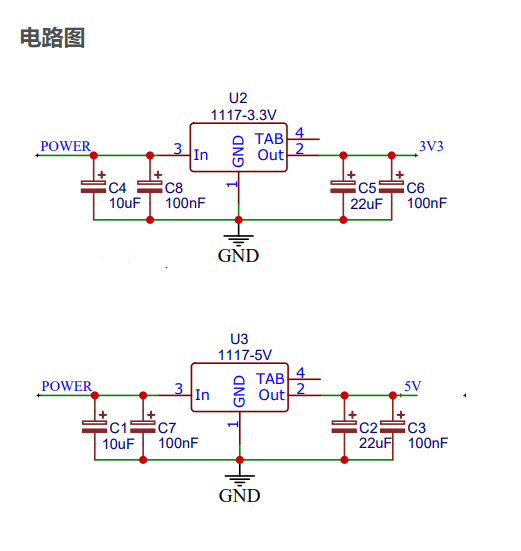 电路图
U2
1117-3.3V
POWER
3
In
GND
TAB
4
Out
2
3V3
1
C4
10uF
C8
100nF
C5
22uF
C6
100nF
GND
U3
1117-5V
POWER
3
In
GND
TAB
4
Out
2
5V
1
C1
10uF
C7
100nF
C2
22uF
C3
100nF
GND